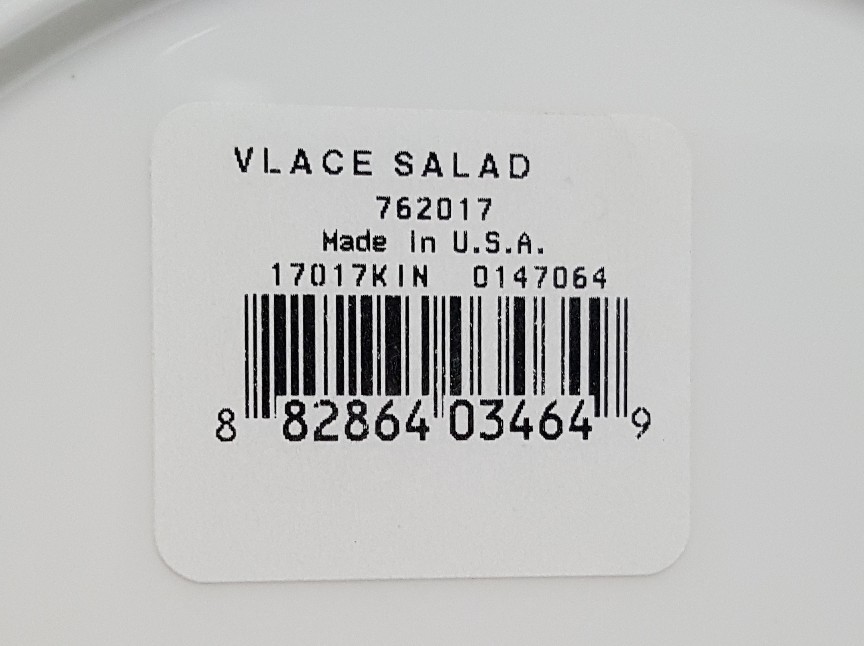 VLACE SALAD
762017
Made in U.S.A.
17017KIN 0147064
8 82864 03464 9